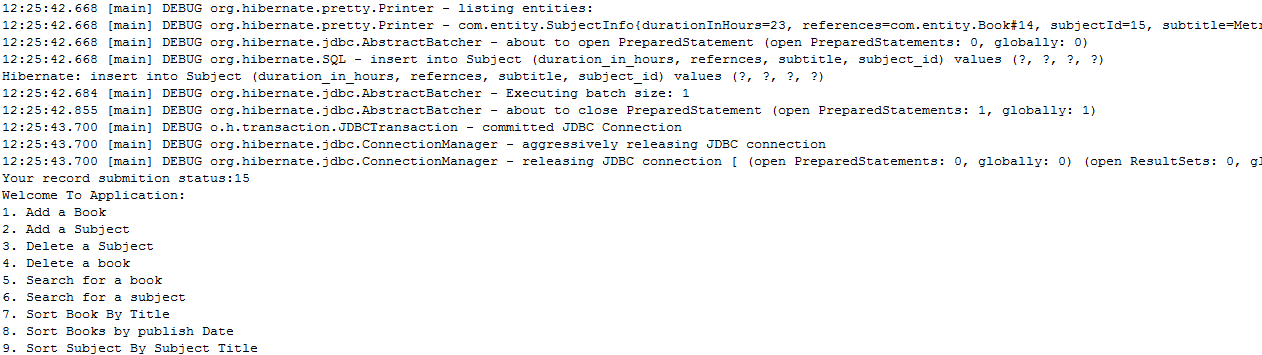 12:25:42.668 [main] DEBUG org.hibernate.pretty.Printer - listing entities:
12:25:42.668 [main] DEBUG org.hibernate.pretty.Printer - com.entity.SubjectInfo{durationInHours=23, references=com.entity.Book#14, subjectId=15, subtitle=Met
12:25:42.668 [main] DEBUG org.hibernate.jdbc.AbstractBatcher - about to open PreparedStatement (open PreparedStatements: 0, globally: 0)
12:25:42.668 [main] DEBUG org.hibernate.SQL - insert into Subject (duration_in_hours, refernces, subtitle, subject_id) values (?, ?, ?, ?)
Hibernate: insert into Subject (duration_in_hours, refernces, subtitle, subject_id) values (?, ?, ?, ?)
12:25:42.684 [main] DEBUG org.hibernate.jdbc.AbstractBatcher - Executing batch size: 1
12:25:42.855 [main] DEBUG org.hibernate.jdbc.AbstractBatcher - about to close PreparedStatement (open PreparedStatements: 1, globally: 1)
12:25:43.700 [main] DEBUG o.h.transaction.JDBCTransaction - committed JDBC Connection
12:25:43.700 [main] DEBUG org.hibernate.jdbc.ConnectionManager - aggressively releasing JDBC connection
12:25:43.700 [main] DEBUG org.hibernate.jdbc.ConnectionManager - releasing JDBC connection [ (open PreparedStatements: 0, globally: 0) (open ResultSets: 0, gl
Your record submition status:15
Welcome To Application:
1. Add a Book
2. Add a Subject
3. Delete a Subject
4. Delete a book
5. Search for a book
6. Search for a subject
7. Sort Book By Title
8. Sort Books by publish Date
9. Sort Subject By Subject Title